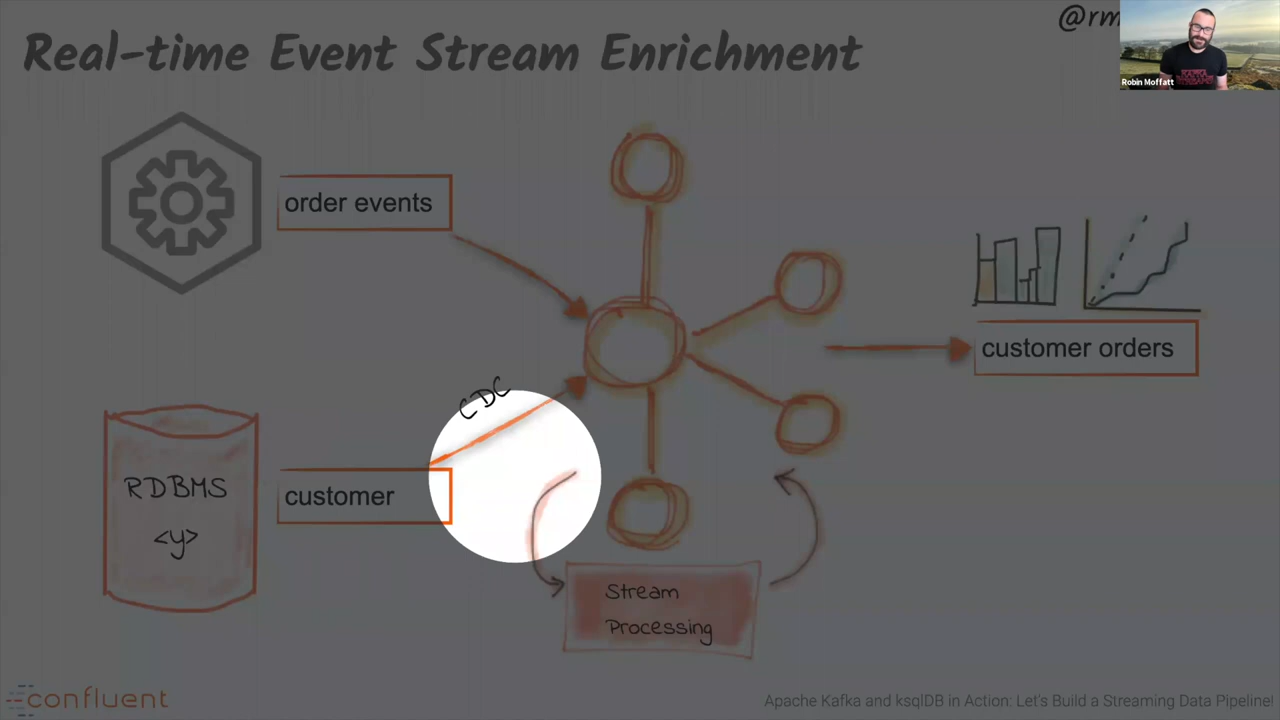 @rm
Real-time Event Stream Enrichment
Robin Moffatt
order events
customer orders
CDC
RDBMS
<y>
customer
Stream
Processing
confluent
Apache Kafka and ksqlDB in Action: Let's Build a Streaming Data Pipeline!